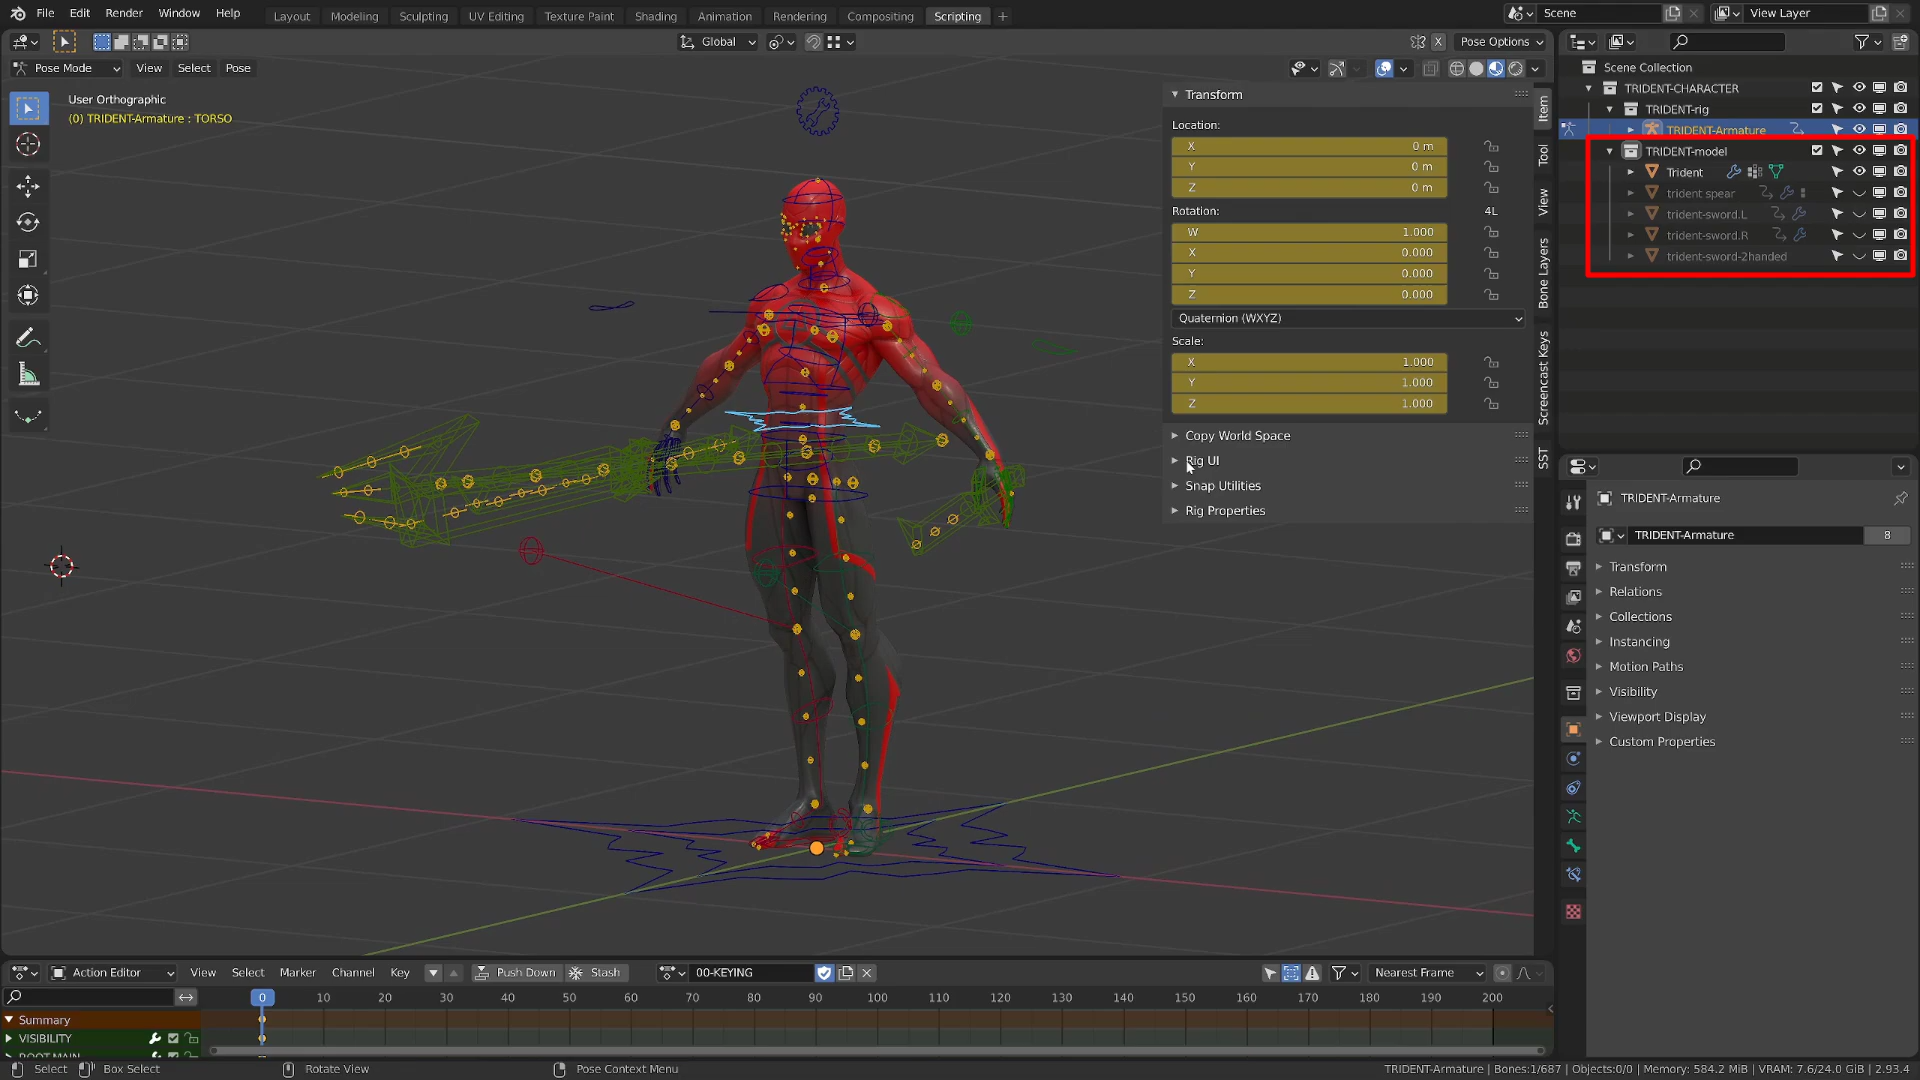 File Edit Render Window Help Layout Modeling Sculpting UV Editing Texture Paint Shading Animation Rendering Compositing Scripting + Scene View Layer
Global X Pose Options
Pose Mode View Select Pose
User Orthographic
(0) TRIDENT-Armature : TORSO
Transform
Location:
X 0 m
Y 0 m
Z 0 m
Rotation: 4L
W 1.000
X 0.000
Y 0.000
Z 0.000
Quaternion (WXYZ)
Scale:
X 1.000
Y 1.000
Z 1.000
Copy World Space
Rig UI
Snap Utilities
Rig Properties
Item
Tool
View
Bone Layers
Screencast Keys
SST
Scene Collection
TRIDENT-CHARACTER
TRIDENT-rig
TRIDENT-Armature
TRIDENT-model
Trident
trident spear
trident-sword.L
trident-sword.R
trident-sword-2handed
TRIDENT-Armature
TRIDENT-Armature 8
Transform
Relations
Collections
Instancing
Motion Paths
Visibility
Viewport Display
Custom Properties
Action Editor View Select Marker Channel Key Push Down Stash 00-KEYING Nearest Frame
0 10 20 30 40 50 60 70 80 90 100 110 120 130 140 150 160 170 180 190 200
Summary
VISIBILITY
ROOT MAIN
Select Box Select Rotate View Pose Context Menu TRIDENT-Armature | Bones:1/687 | Objects:0/0 | Memory: 584.2 MiB | VRAM: 7.6/24.0 GiB | 2.93.4